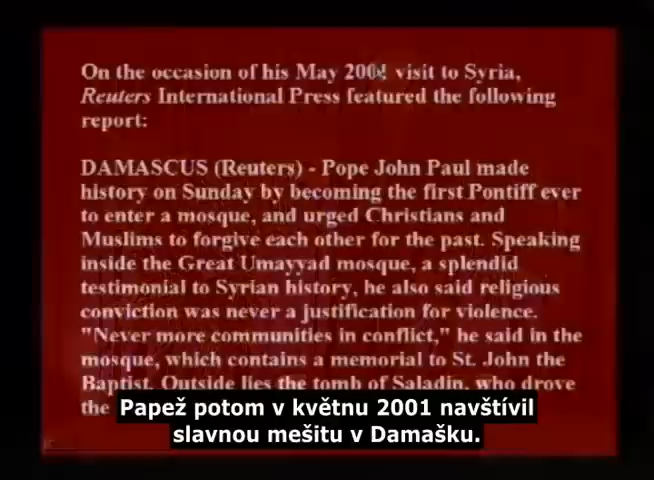 On the occasion of his May 2001 visit to Syria,
Reuters International Press featured the following
report:
DAMASCUS (Reuters) - Pope John Paul made
history on Sunday by becoming the first Pontiff ever
to enter a mosque, and urged Christians and
Muslims to forgive each other for the past. Speaking
inside the Great Umayyad mosque, a splendid
testimonial to Syrian history, he also said religious
conviction was never a justification for violence.
"Never more communities in conflict," he said in the
mosque, which contains a memorial to St. John the
Baptist. Outside lies the tomb of Saladin, who drove
the
Papež potom v květnu 2001 navštívil
slavnou mešitu v Damašku.